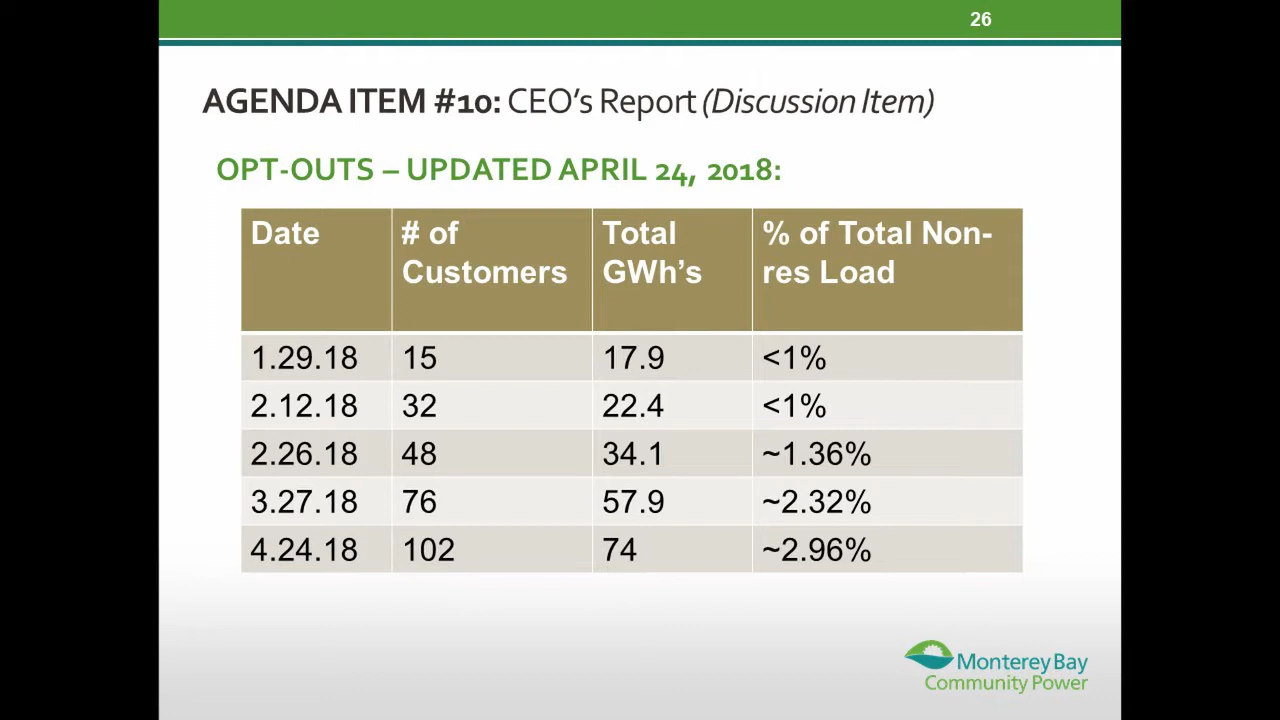 26
AGENDA ITEM #10: CEO's Report (Discussion Item)
OPT-OUTS – UPDATED APRIL 24, 2018:
Date # of Customers Total GWh's % of Total Non-res Load
1.29.18 15 17.9 <1%
2.12.18 32 22.4 <1%
2.26.18 48 34.1 ~1.36%
3.27.18 76 57.9 ~2.32%
4.24.18 102 74 ~2.96%
Monterey Bay
Community Power